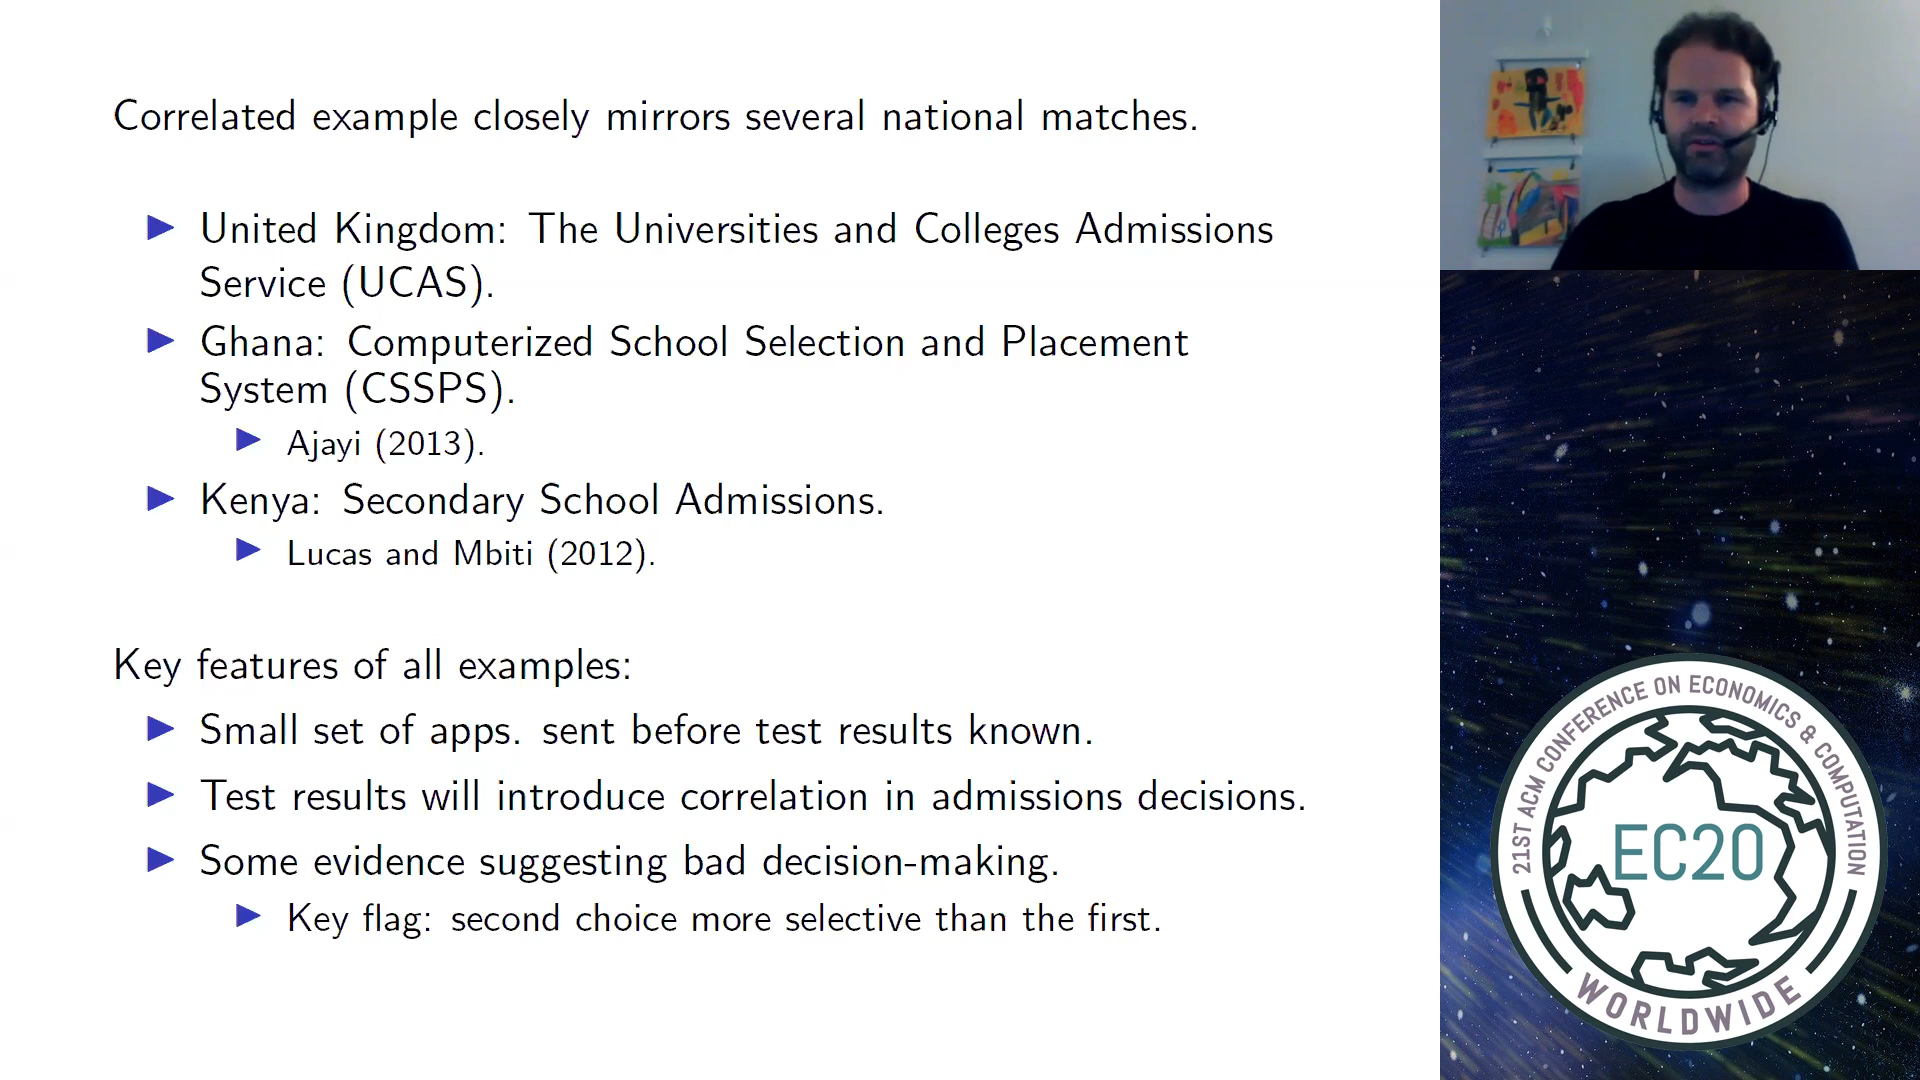 Correlated example closely mirrors several national matches.
United Kingdom: The Universities and Colleges Admissions
Service (UCAS).
Ghana: Computerized School Selection and Placement
System (CSSPS).
Ajayi (2013).
Kenya: Secondary School Admissions.
Lucas and Mbiti (2012).
Key features of all examples:
Small set of apps. sent before test results known.
Test results will introduce correlation in admissions decisions.
Some evidence suggesting bad decision-making.
Key flag: second choice more selective than the first.
21ST ACM CONFERENCE ON ECONOMICS & COMPUTATION
EC20
WORLDWIDE